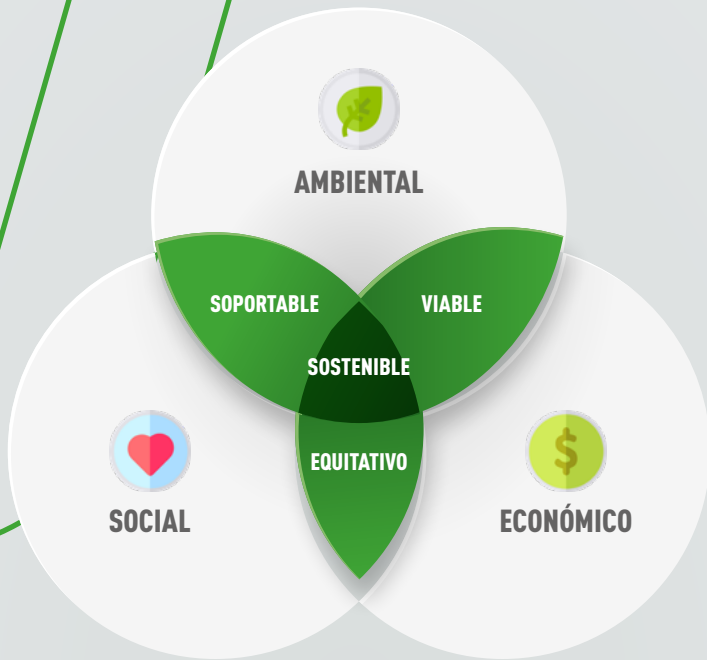 AMBIENTAL
SOPORTABLE
VIABLE
SOSTENIBLE
EQUITATIVO
SOCIAL
ECONÓMICO